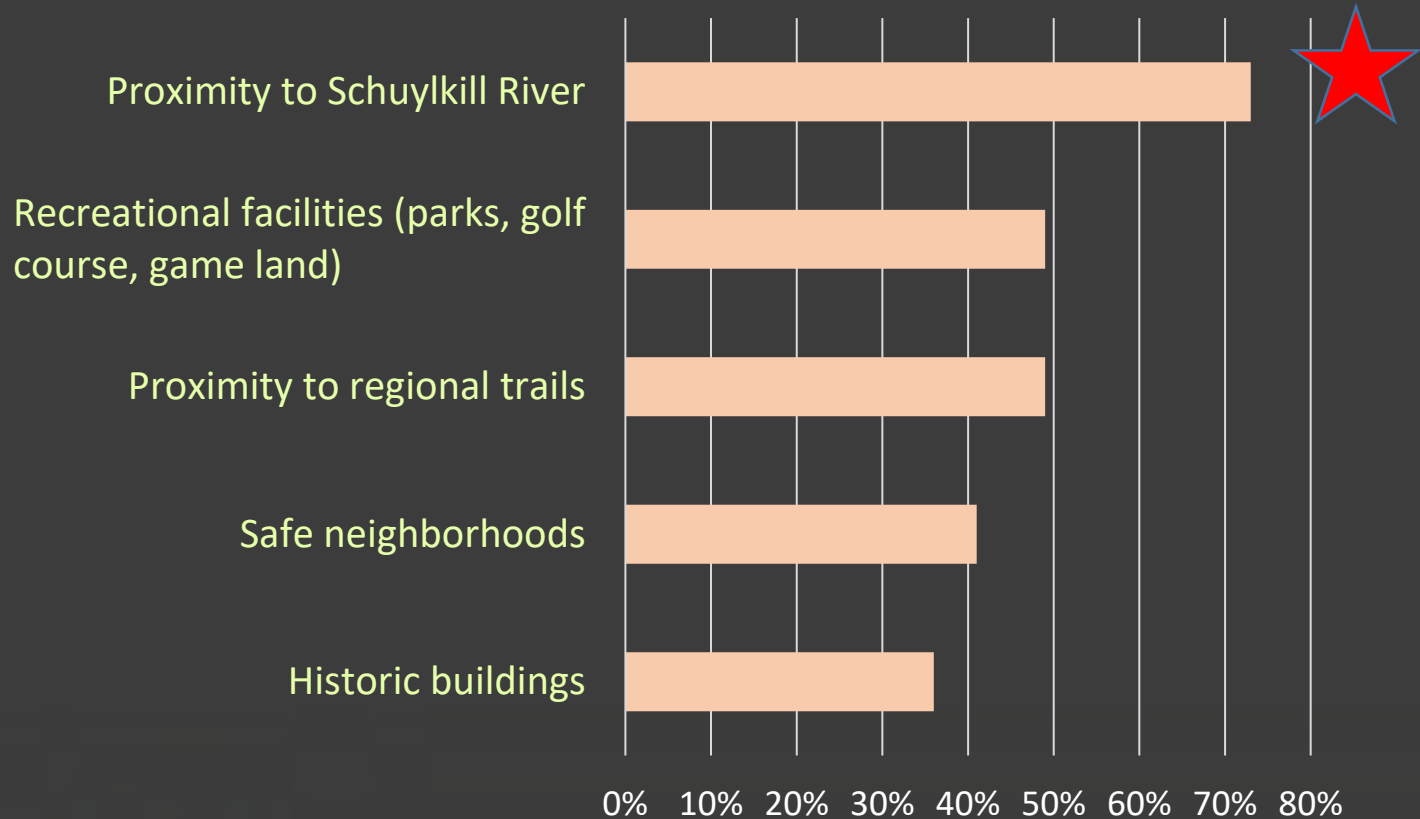 Proximity to Schuylkill River
Recreational facilities (parks, golf
course, game land)
Proximity to regional trails
Safe neighborhoods
Historic buildings
0% 10% 20% 30% 40% 50% 60% 70% 80%